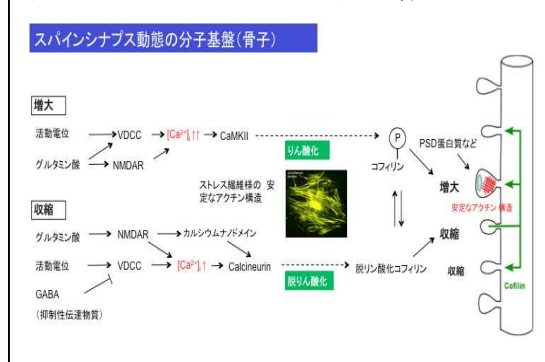 スパインシナプス動態の分子基盤(骨子)
増大
活動電位
VDCC
[Ca²⁺]ᵢ↑↑
CaMKII
グルタミン酸
NMDAR
りん酸化
P
コフィリン
PSD蛋白質など
増大
安定なアクチン 構造
ストレス繊維様の 安
定なアクチン構造
収縮
グルタミン酸
NMDAR
カルシウムナノドメイン
収縮
活動電位
VDCC
[Ca²⁺]ᵢ↑
Calcineurin
脱りん酸化
脱リン酸化コフィリン
収縮
Cofilin
GABA
(抑制性伝達物質)